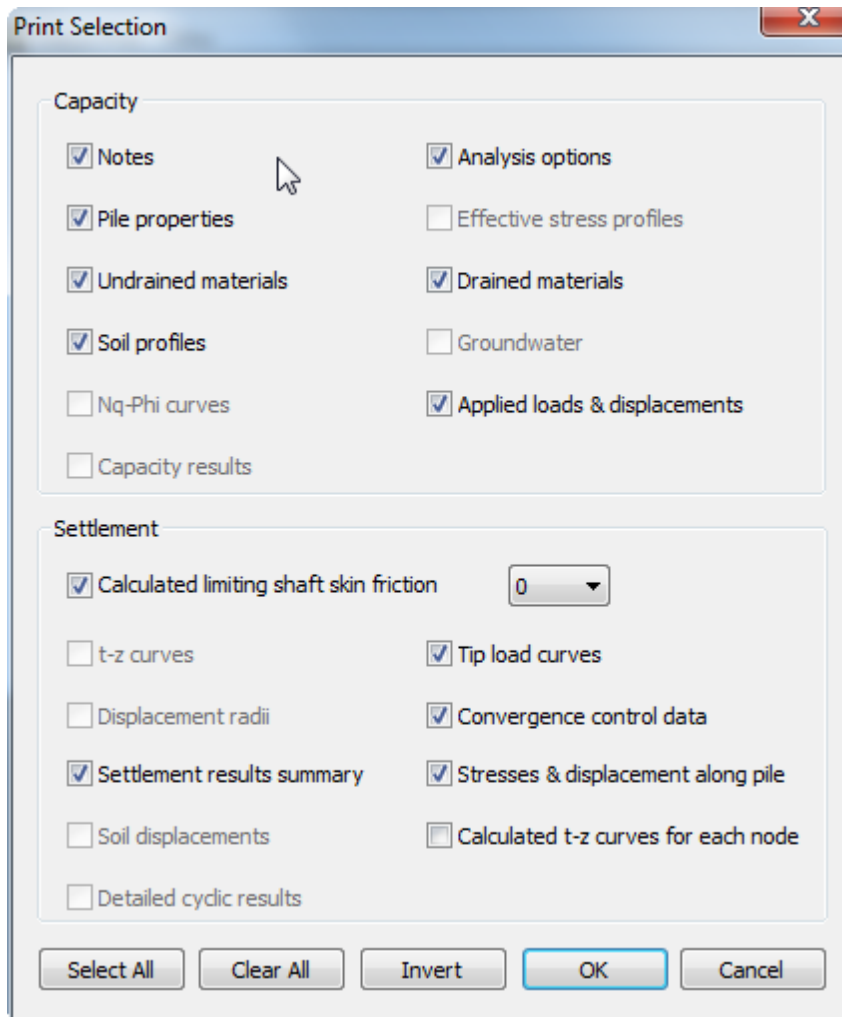 Print Selection
Capacity
Notes
Analysis options
Pile properties
Effective stress profiles
Undrained materials
Drained materials
Soil profiles
Groundwater
Nq-Phi curves
Applied loads & displacements
Capacity results
Settlement
Calculated limiting shaft skin friction
0
t-z curves
Tip load curves
Displacement radii
Convergence control data
Settlement results summary
Stresses & displacement along pile
Soil displacements
Calculated t-z curves for each node
Detailed cyclic results
Select All
Clear All
Invert
OK
Cancel